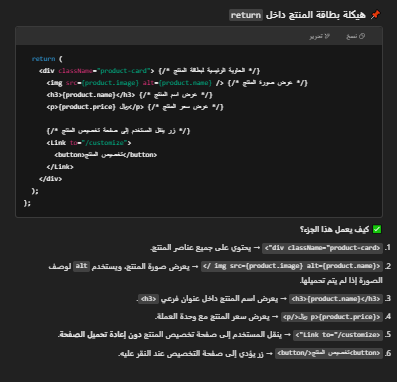 📌 هيكلة بطاقة المنتج داخل return
نسخ تحرير
return (
<div className="product-card"> {/* الحاوية الرئيسية لبطاقة المنتج */}
<img src={product.image} alt={product.name} /> {/* عرض صورة المنتج */}
<h3>{product.name}</h3> {/* عرض اسم المنتج */}
<p>{product.price} ريال</p> {/* عرض سعر المنتج */}
{/* زر ينقل المستخدم إلى صفحة تخصيص المنتج */}
<Link to="/customize">
<button>تخصيص المنتج</button>
</Link>
</div>
);
};
✅ كيف يعمل هذا الجزء؟
1. <div className="product-card"> → يحتوي على جميع عناصر المنتج.
2. <img src={product.image} alt={product.name} /> → يعرض صورة المنتج، ويستخدم alt لوصف
الصورة إذا لم يتم تحميلها.
3. <h3>{product.name}</h3> → يعرض اسم المنتج داخل عنوان فرعي <h3>.
4. <p>{product.price} ريال</p> → يعرض سعر المنتج مع وحدة العملة.
5. <Link to="/customize"> → ينقل المستخدم إلى صفحة تخصيص المنتج دون إعادة تحميل الصفحة.
6. <button>تخصيص المنتج</button> → زر يؤدي إلى صفحة التخصيص عند النقر عليه.